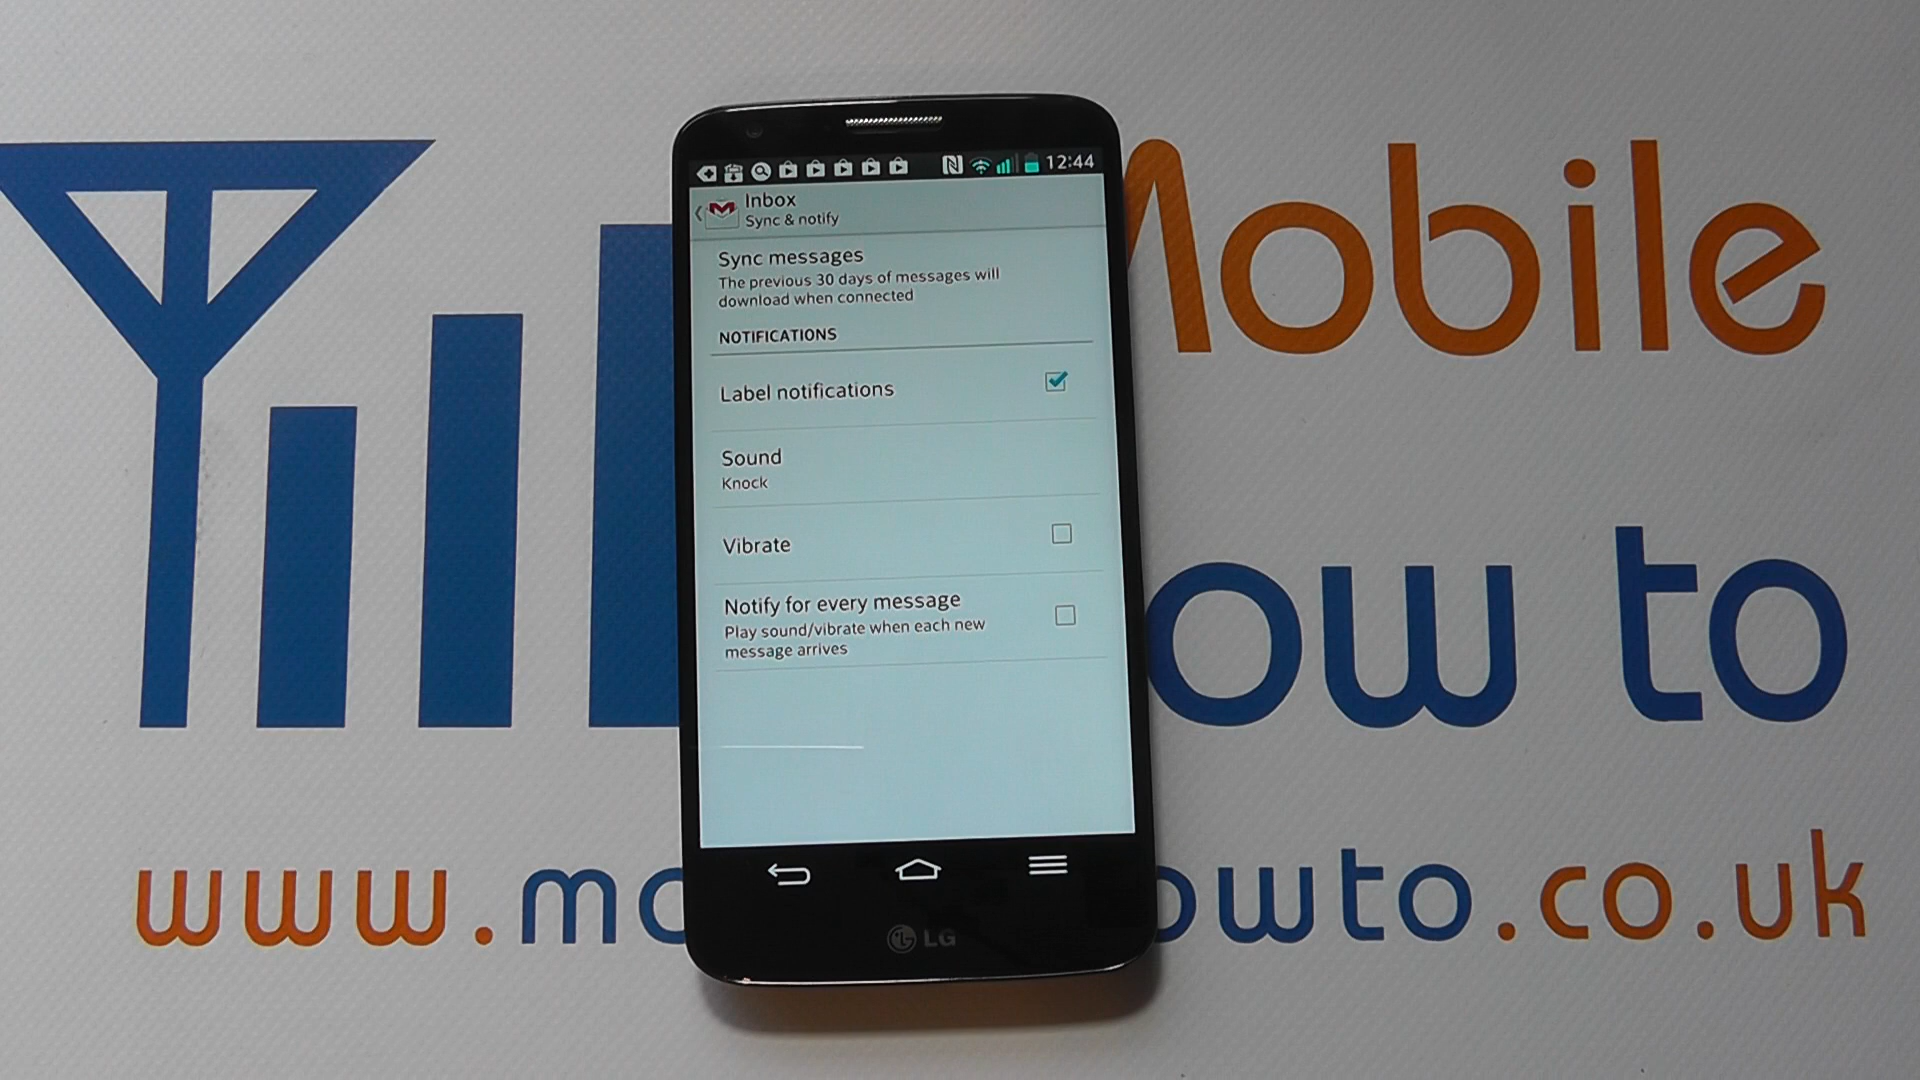 12:44
Inbox
Sync & notify
Sync messages
The previous 30 days of messages will
download when connected
NOTIFICATIONS
Label notifications
Sound
Knock
Vibrate
Notify for every message
Play sound/vibrate when each new
message arrives
LG
Mobile
ow to
www.mo owto.co.uk